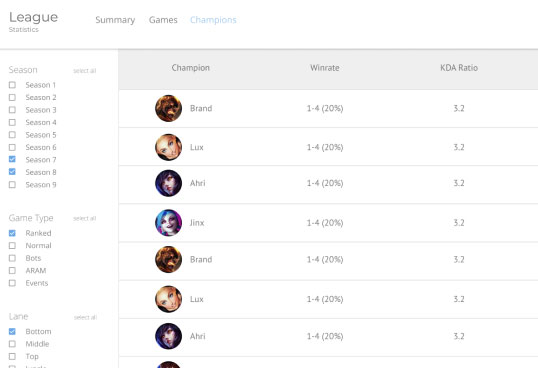 League
Statistics
Summary Games Champions
Season select all
Season 1
Season 2
Season 3
Season 4
Season 5
Season 6
Season 7
Season 8
Season 9
Game Type select all
Ranked
Normal
Bots
ARAM
Events
Lane select all
Bottom
Middle
Top
Champion Winrate KDA Ratio
Brand 1-4 (20%) 3.2
Lux 1-4 (20%) 3.2
Ahri 1-4 (20%) 3.2
Jinx 1-4 (20%) 3.2
Brand 1-4 (20%) 3.2
Lux 1-4 (20%) 3.2
Ahri 1-4 (20%) 3.2